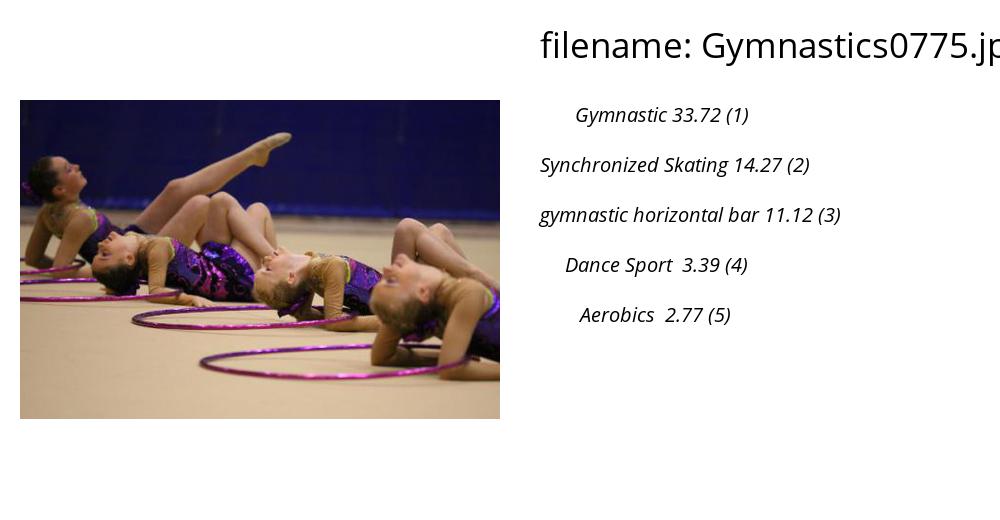 filename: Gymnastics0775.jp
Gymnastic 33.72 (1)
Synchronized Skating 14.27 (2)
gymnastic horizontal bar 11.12 (3)
Dance Sport 3.39 (4)
Aerobics 2.77 (5)